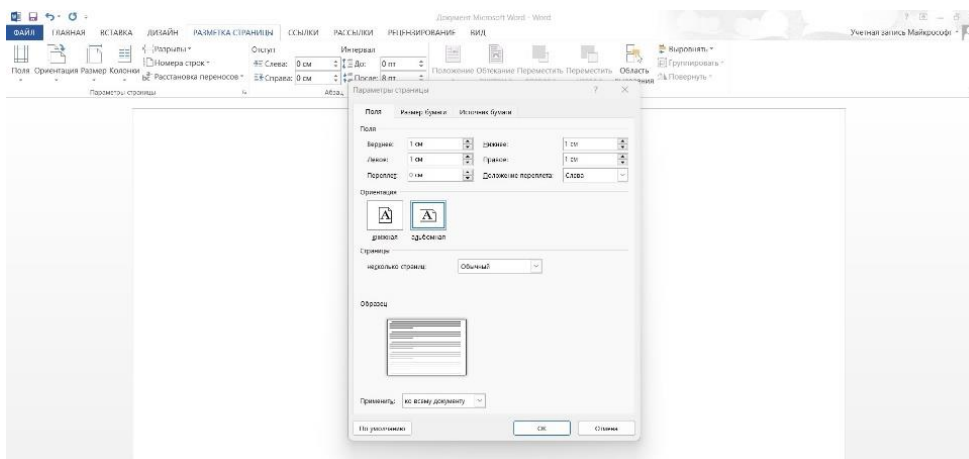 Документ Microsoft Word - Word
ФАЙЛ ГЛАВНАЯ ВСТАВКА ДИЗАЙН РАЗМЕТКА СТРАНИЦЫ ССЫЛКИ РАССЫЛКИ РЕЦЕНЗИРОВАНИЕ ВИД Учетная запись Майкрософт
Поля Ориентация Размер Колонки
Разрывы
Номера строк
Расстановка переносов
Параметры страницы
Отступ Интервал
Слева: 0 см До: 0 пт
Справа: 0 см После: 8 пт
Абзац
Положение Обтекание Переместить Переместить Область
Выровнять
Группировать
Повернуть
Параметры страницы ? ×
Поля Размер бумаги Источник бумаги
Поля
Верхнее: 1 см Нижнее: 1 см
Левое: 1 см Правое: 1 см
Переплет: 0 см Положение переплета: Слева
Ориентация
книжная альбомная
Страницы
несколько страниц: Обычный
Образец
Применить: ко всему документу
По умолчанию ОК Отмена